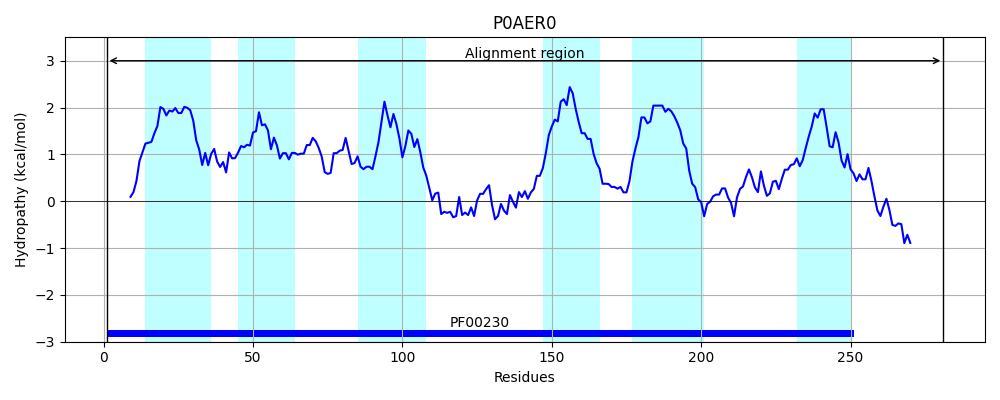 P0AER0
Alignment region
3
2
1
0
−1
−2
−3
Hydropathy (kcal/mol)
PF00230
0 50 100 150 200 250
Residues